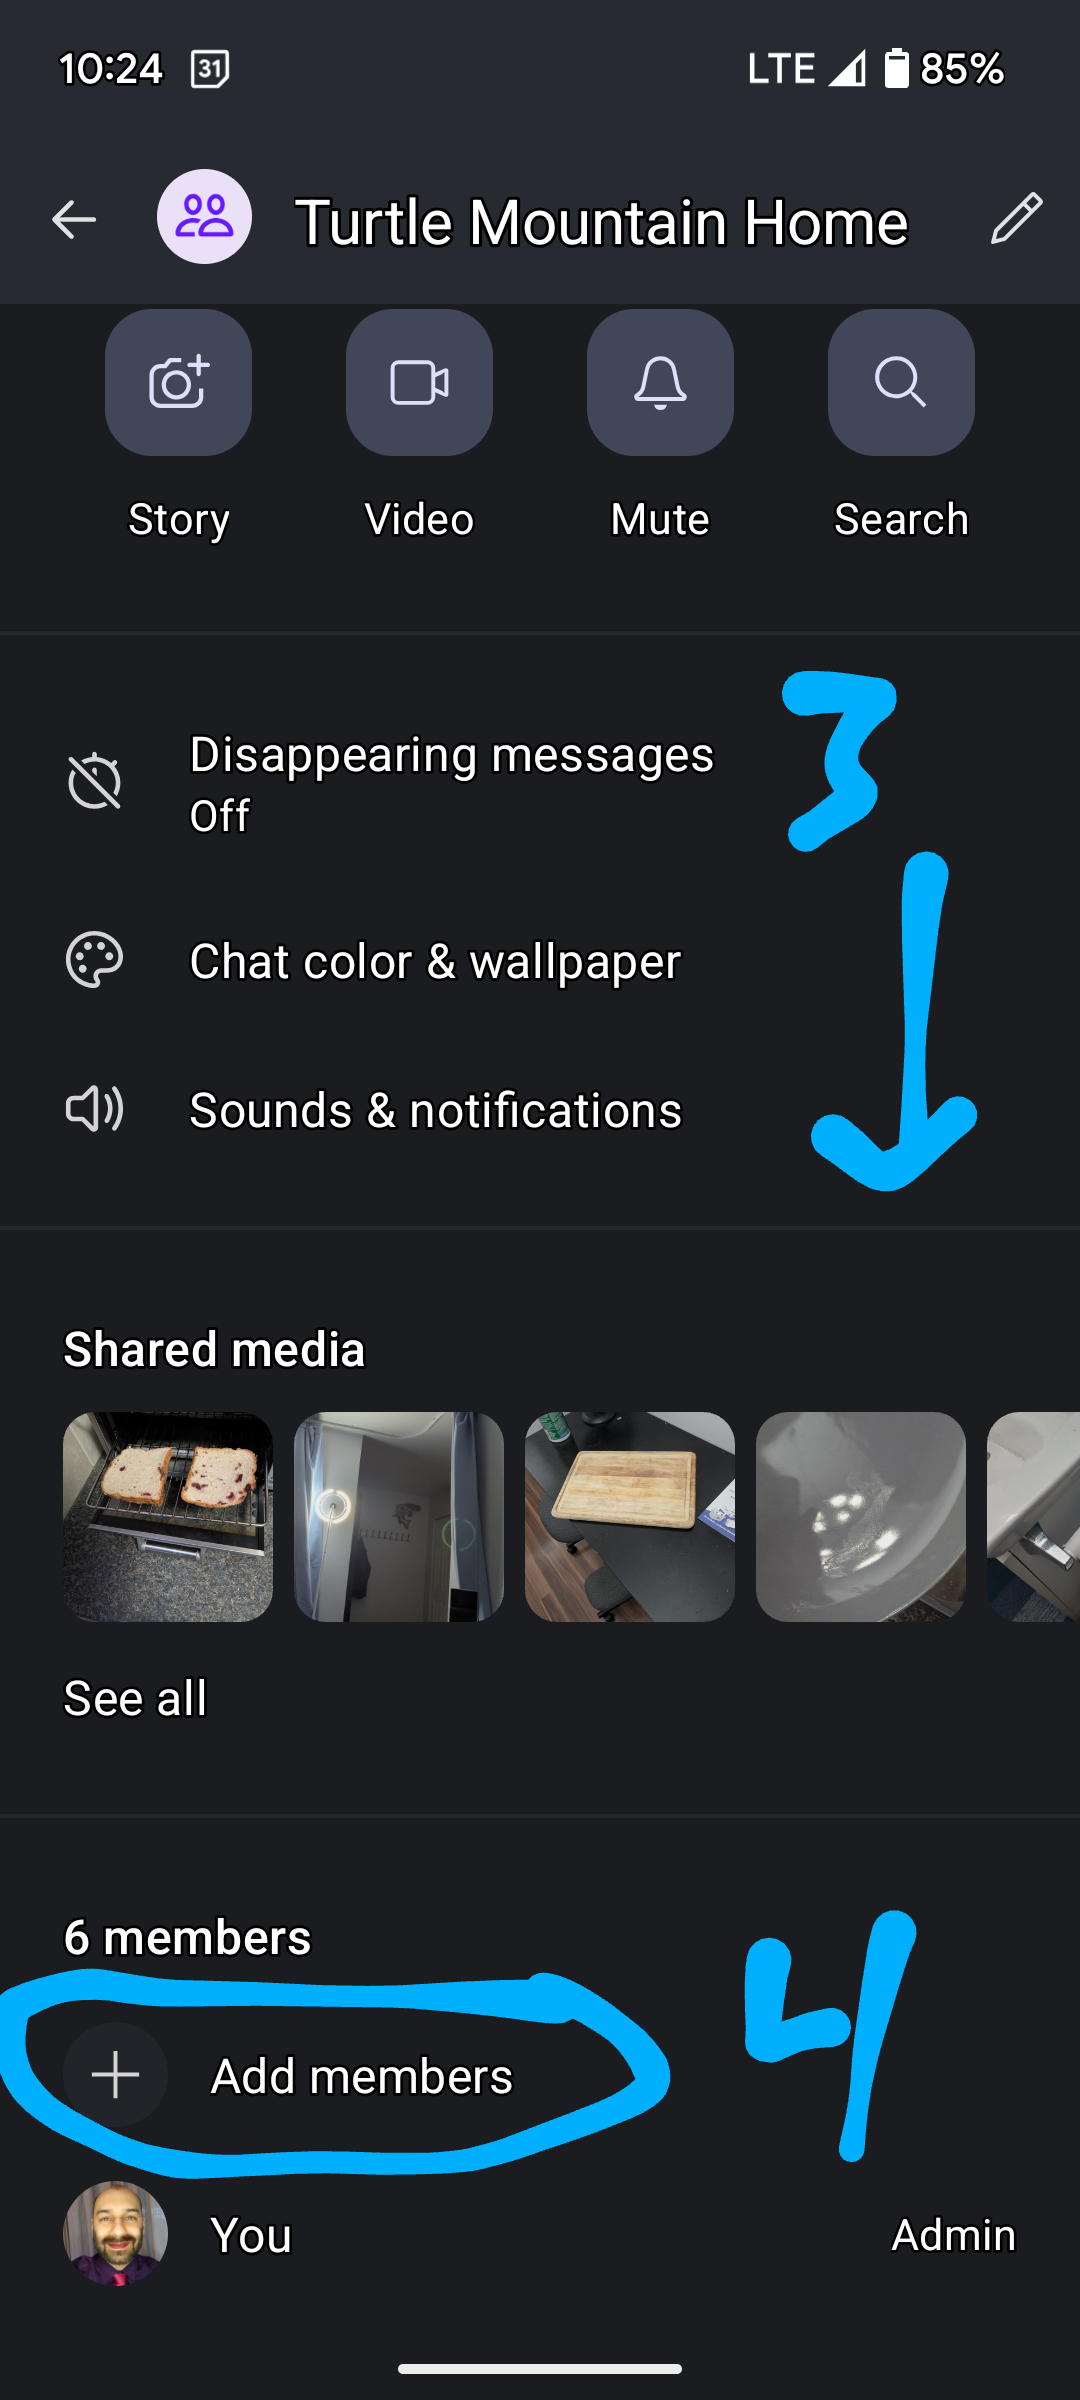 10:24 31 LTE 85%
Turtle Mountain Home
Story Video Mute Search
3
Disappearing messages
Off
Chat color & wallpaper
Sounds & notifications
Shared media
See all
6 members
4
Add members
You Admin